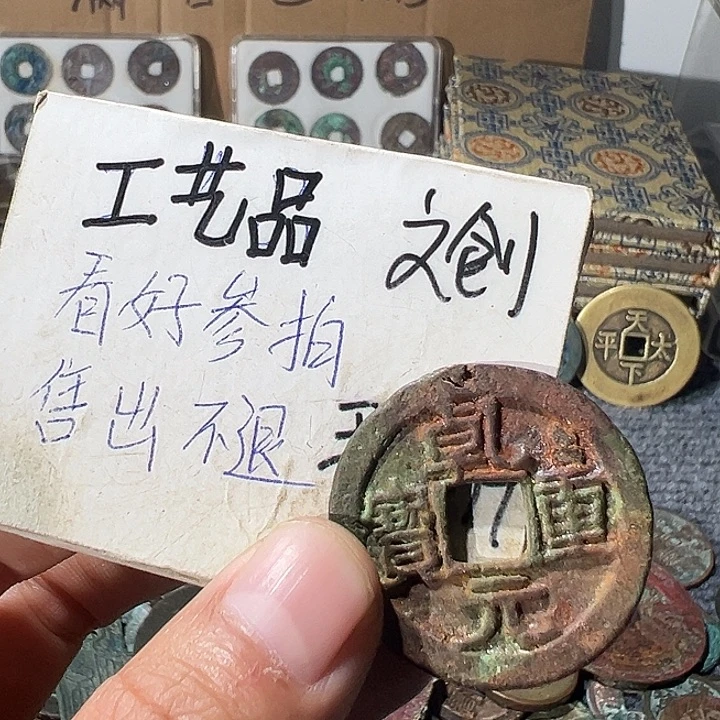 工艺品 文创
看好参拍
售出不退
天下太平
乾元重寶